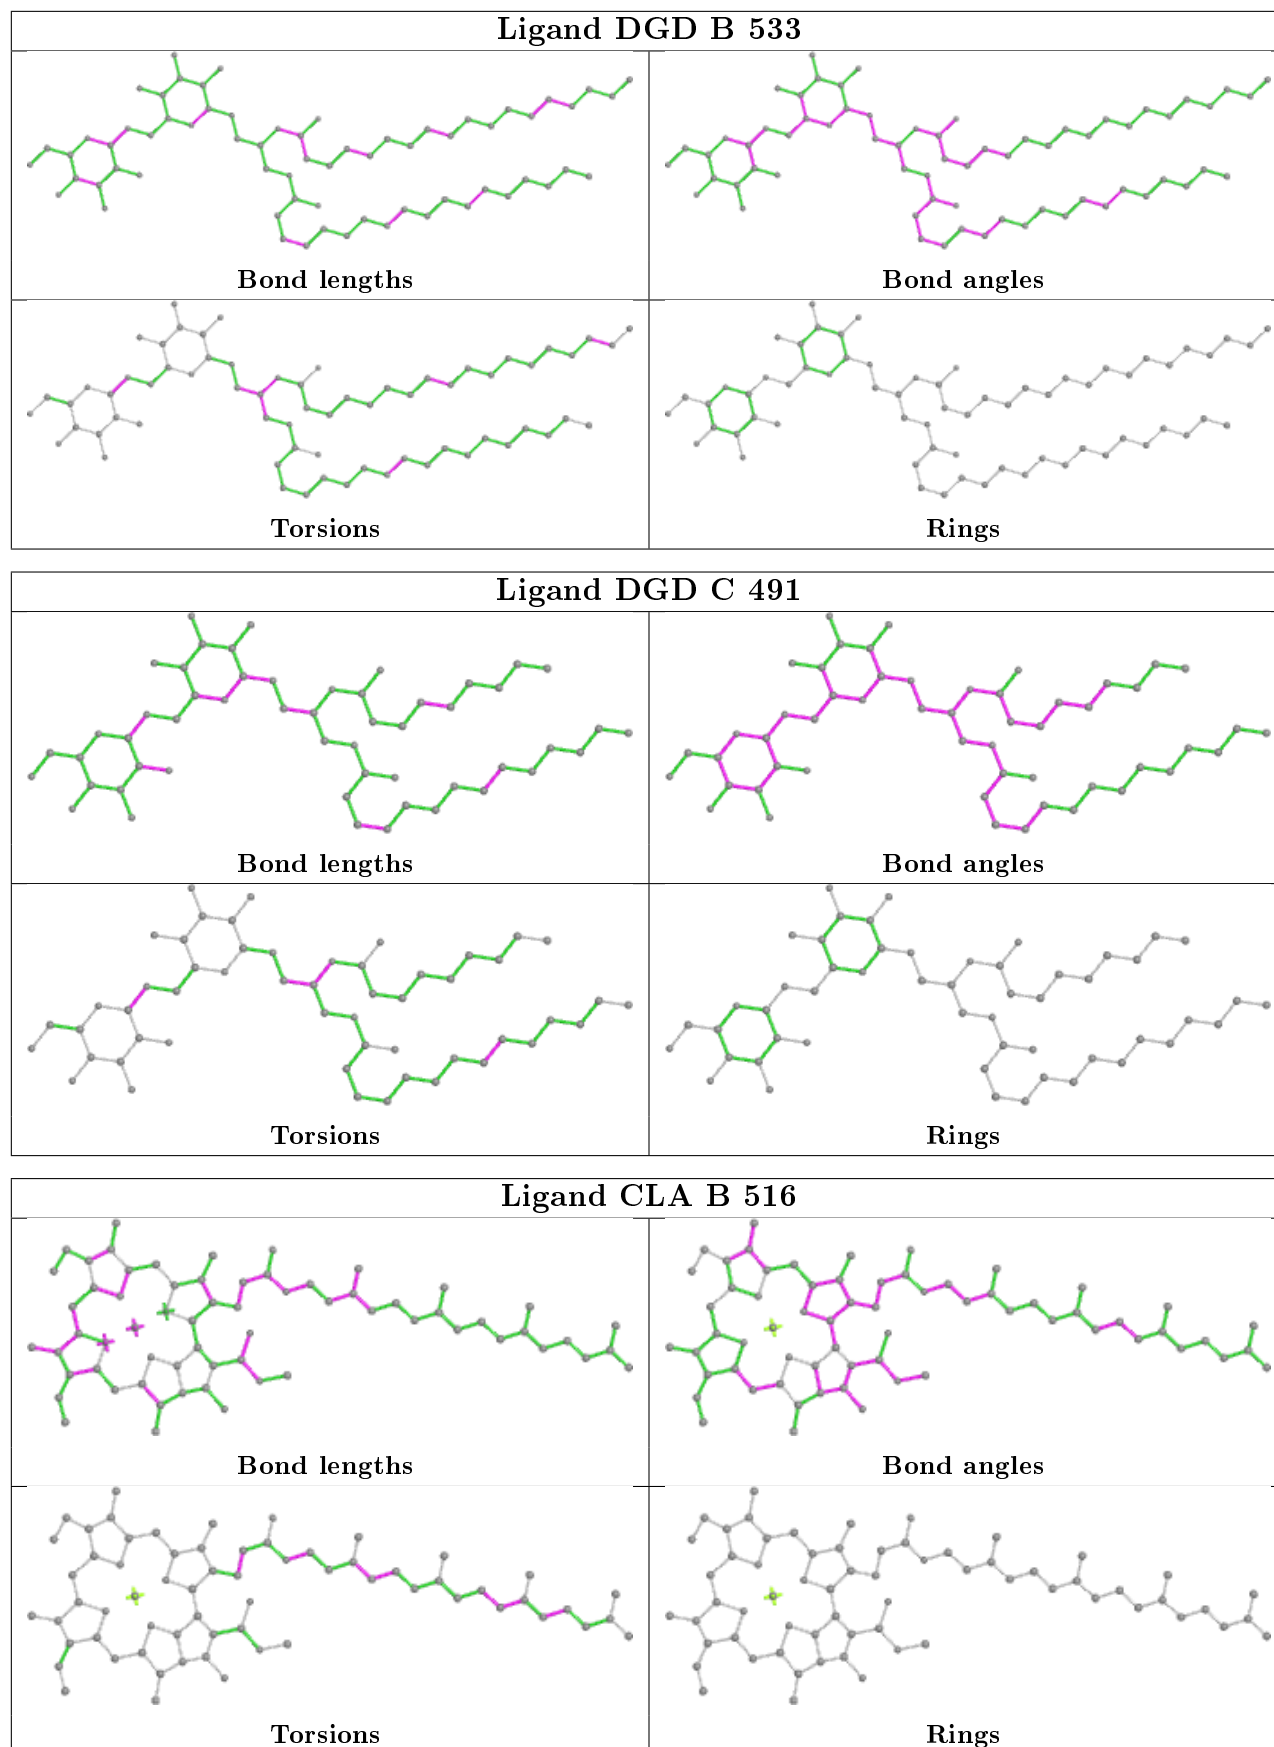 Ligand DGD B 533
Bond lengths
Bond angles
Torsions
Rings
Ligand DGD C 491
Bond lengths
Bond angles
Torsions
Rings
Ligand CLA B 516
Bond lengths
Bond angles
Torsions
Rings